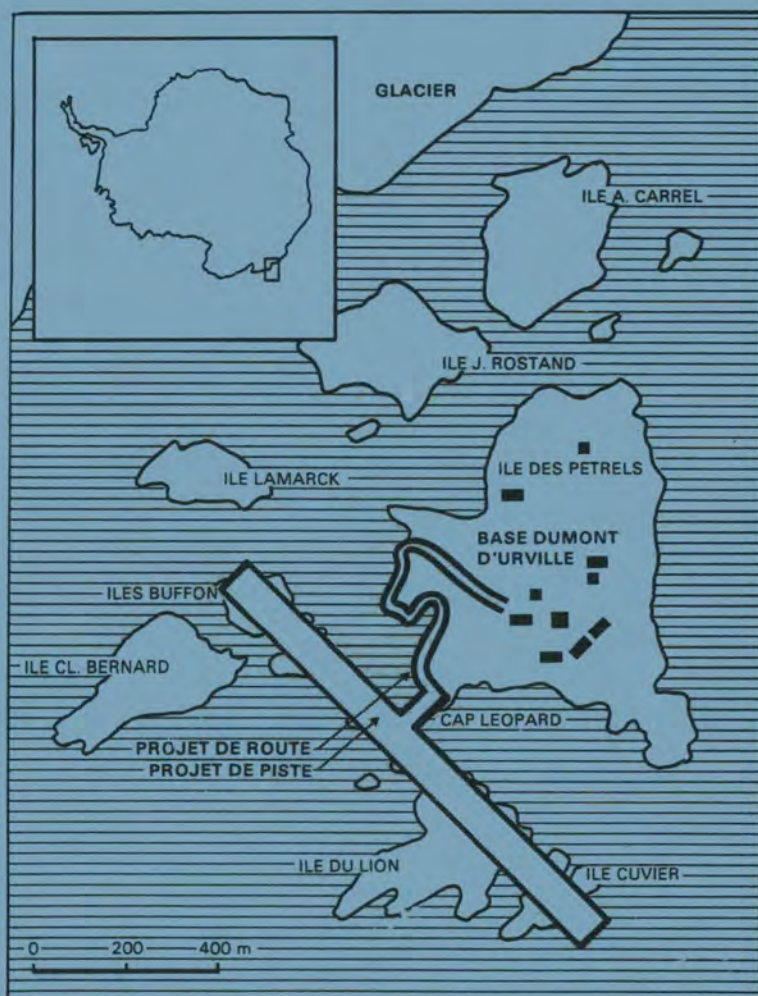 GLACIER
ILE A. CARREL
ILE J. ROSTAND
ILE LAMARCK
ILE DES PETRELS
BASE DUMONT
D'URVILLE
ILES BUFFON
ILE CL. BERNARD
CAP LEOPARD
PROJET DE ROUTE
PROJET DE PISTE
ILE DU LION
ILE CUVIER
0 200 400 m